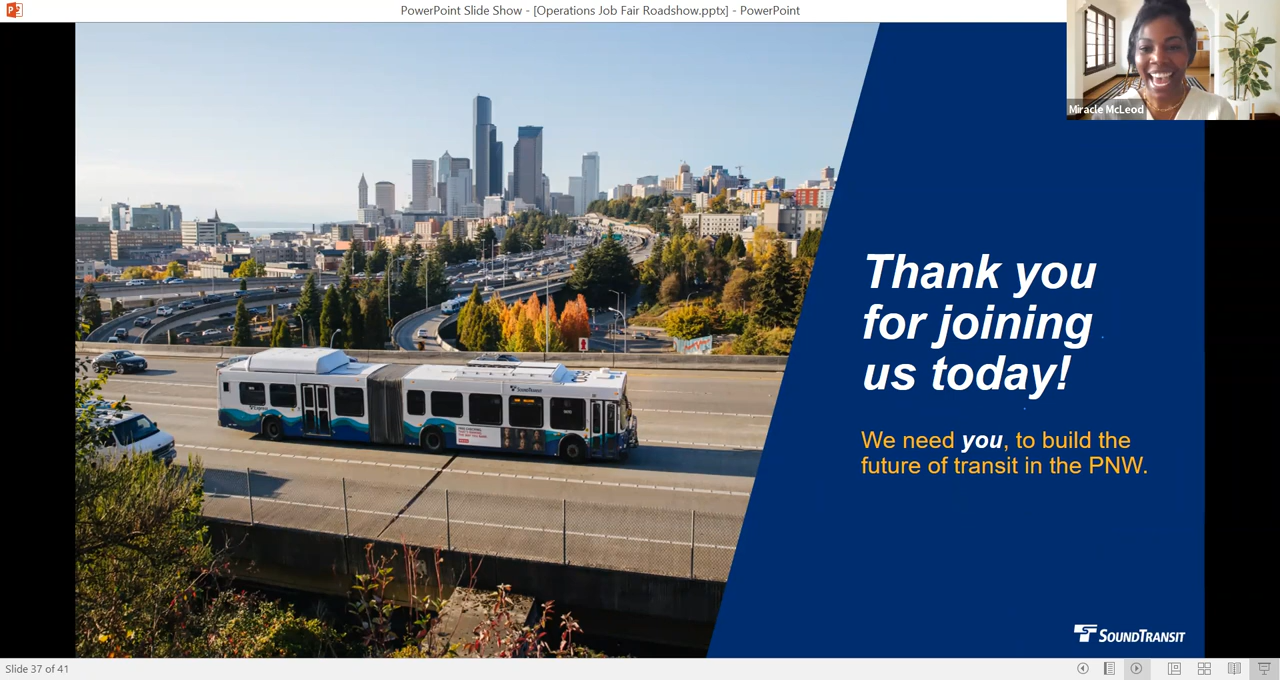 PowerPoint Slide Show - [Operations Job Fair Roadshow.pptx] - PowerPoint
Miracle McLeod
Thank you
for joining
us today!
We need you, to build the
future of transit in the PNW.
SOUNDTRANSIT
SOUNDTRANSIT
Slide 37 of 41